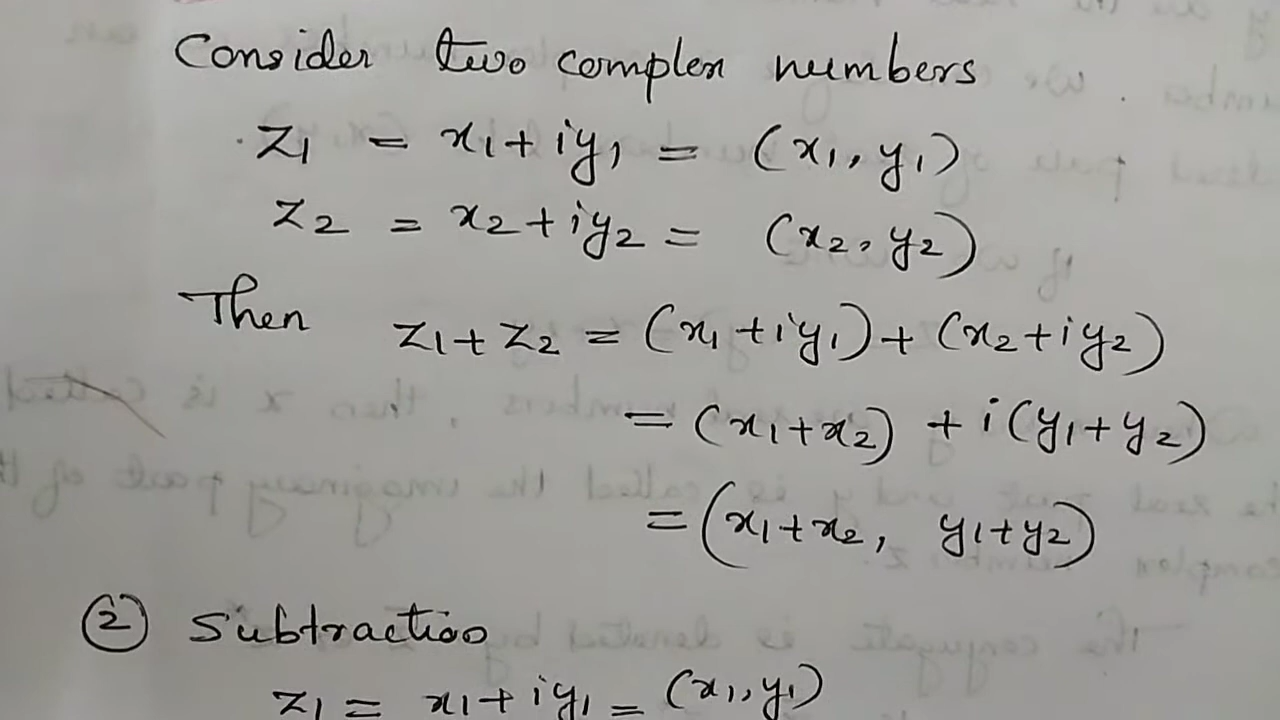 Consider two complex numbers
z1 = x1 + iy1 = (x1, y1)
z2 = x2 + iy2 = (x2, y2)
Then z1 + z2 = (x1 + iy1) + (x2 + iy2)
= (x1 + x2) + i(y1 + y2)
= (x1 + x2, y1 + y2)
② Subtraction
z1 = x1 + iy1 = (x1, y1)